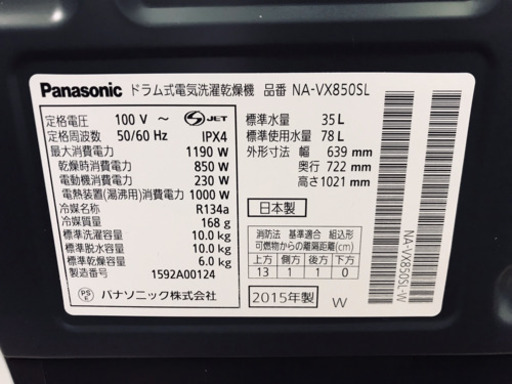 Panasonic ドラム式電気洗濯乾燥機 品番 NA-VX850SL
定格電圧 100 V ～ S JET
定格周波数 50/60 Hz IPX4
最大消費電力 1190 W
乾燥時消費電力 850 W
電動機消費電力 230 W
電熱装置(湯沸用)消費電力 1000 W
冷媒名称 R134a
冷媒量 168 g
標準洗濯容量 10.0 kg
標準脱水容量 10.0 kg
標準乾燥容量 6.0 kg
製造番号 1592A00124
PS E パナソニック株式会社
標準水量 35 L
標準使用水量 78 L
外形寸法 幅 639 mm
奥行 722 mm
高さ 1021 mm
日本製
消防法 基準適合 組込形
可燃物からの離隔距離(cm)
上方 側方 後方 下方
13 1 1 0
2015年製 W
NA-VX850SL-W